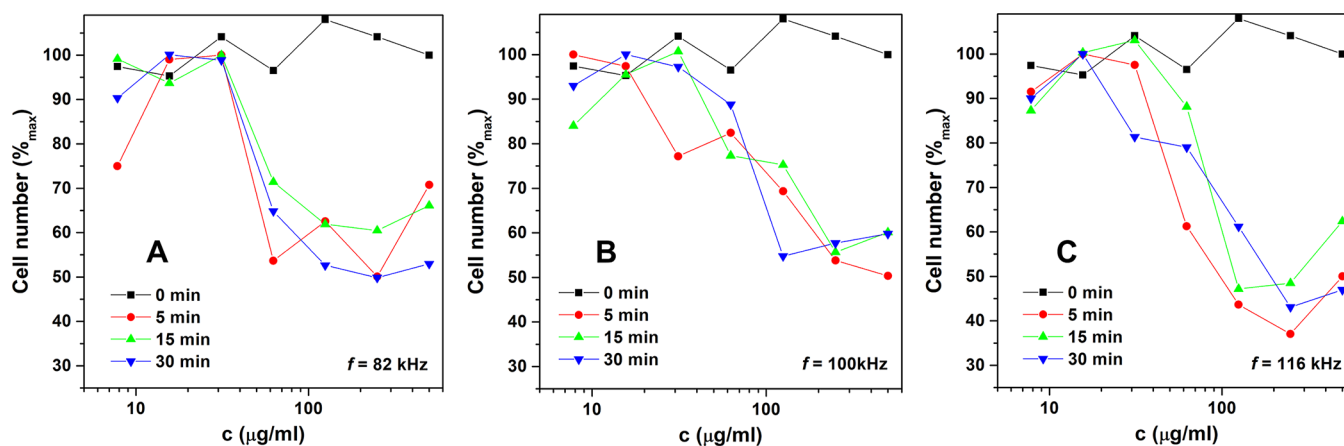 Cell number (%max)
100
90
80
70
60
50
40
30
A
0 min
5 min
15 min
30 min
f = 82 kHz
10
100
c (μg/ml)
Cell number (%max)
100
90
80
70
60
50
40
30
B
0 min
5 min
15 min
30 min
f = 100kHz
10
100
c (μg/ml)
Cell number (%max)
100
90
80
70
60
50
40
30
C
0 min
5 min
15 min
30 min
f = 116 kHz
10
100
c (μg/ml)